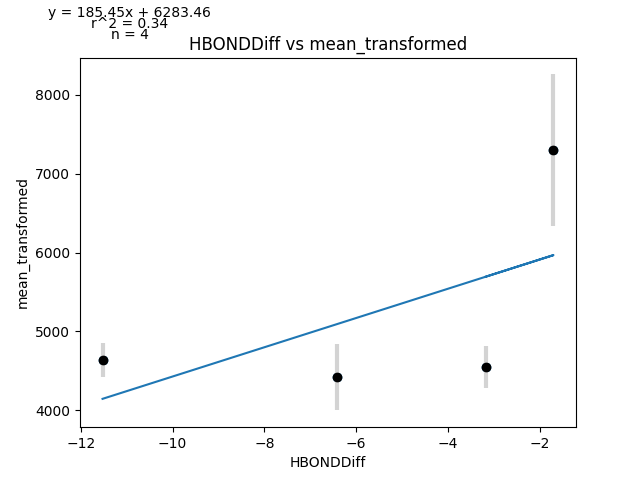 y = 185.45x + 6283.46
r^2 = 0.34
n = 4
HBONDDiff vs mean_transformed
8000
7000
6000
5000
4000
mean_transformed
−12
−10
−8
−6
−4
−2
HBONDDiff